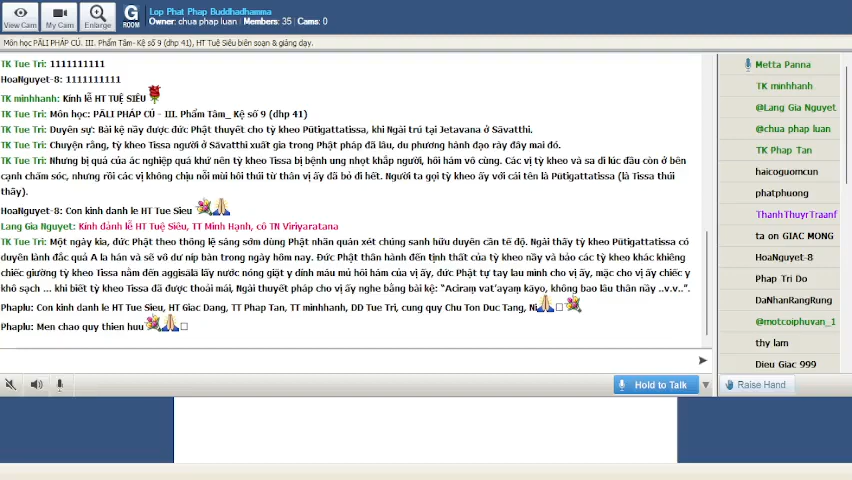 Lop Phat Phap Buddhadhamma
Owner: chua phap luan | Members: 35 | Cams: 0
View Cam
My Cam
Enlarge
G
ROOM
Môn học PÂLI PHÁP CÚ. III. Phẩm Tâm- Kệ số 9 (dhp 41), HT Tuệ Siêu biên soạn & giảng dạy.
TK Tue Tri: 1111111111
HoaNguyet-8: 1111111111
TK minhhanh: Kính lễ HT TUỆ SIÊU
TK Tue Tri: Môn học: PÂLI PHÁP CÚ - III. Phẩm Tâm_ Kệ số 9 (dhp 41)
TK Tue Tri: Duyên sự: Bài kệ này được đức Phật thuyết cho tỳ kheo Pūtigattatissa, khi Ngài trú tại Jetavana ở Sāvatthi.
TK Tue Tri: Chuyện rằng, tỳ kheo Tissa người ở Sāvatthi xuất gia trong Phật pháp đã lâu, du phương hành đạo rày đây mai đó.
TK Tue Tri: Nhưng bị quả của ác nghiệp quá khứ nên tỳ kheo Tissa bị bệnh ung nhọt khắp người, hôi hám vô cùng. Các vị tỳ kheo và sa di lúc đầu còn ở bên
cạnh chăm sóc, nhưng rồi các vị không chịu nổi mùi hôi thúi từ thân vị ấy đã bỏ đi hết. Người ta gọi tỳ kheo ấy với cái tên là Pūtigattatissa (là Tissa thúi
thây).
HoaNguyet-8: Con kinh danh le HT Tue Sieu
Lang Gia Nguyet: Kính đảnh lễ HT Tuệ Siêu, TT Minh Hạnh, cô TN Viriyaratana
TK Tue Tri: Một ngày kia, đức Phật theo thông lệ sáng sớm dùng Phật nhãn quán xét chúng sanh hữu duyên cần tế độ. Ngài thấy tỳ kheo Pūtigattatissa có
duyên lành đắc quả A la hán và sẽ vô dư níp bàn trong ngày hôm nay. Đức Phật thân hành đến tịnh thất của tỳ kheo nầy và bảo các tỳ kheo khác khiêng
chiếc giường tỳ kheo Tissa nằm đến aggisālā lấy nước nóng giặt y dính máu mủ hôi hám của vị ấy, đức Phật tự tay lau mình cho vị ấy, mặc cho vị ấy chiếc y
khô sạch ... khi biết tỳ kheo Tissa đã được thoải mái, Ngài thuyết pháp cho vị ấy nghe bằng bài kệ: "Aciraṃ vat'ayaṃ kāyo, không bao lâu thân nầy ..v.v..".
Phaplu: Con kinh danh le HT Tue Sieu, HT Giac Dang, TT Phap Tan, TT minhhanh, DD Tue Tri, cung quy Chu Ton Duc Tang, Ni
Phaplu: Men chao quy thien huu
Hold to Talk
Metta Panna
TK minhhanh
@Lang Gia Nguyet
@chua phap luan
TK Phap Tan
haicoguomcun
phatphuong
ThanhThuyrTraanf
ta on GIAC MONG
HoaNguyet-8
Phap Tri Do
DaNhanRangRung
@motcoiphuvan_1
thy lam
Dieu Giac 999
Raise Hand